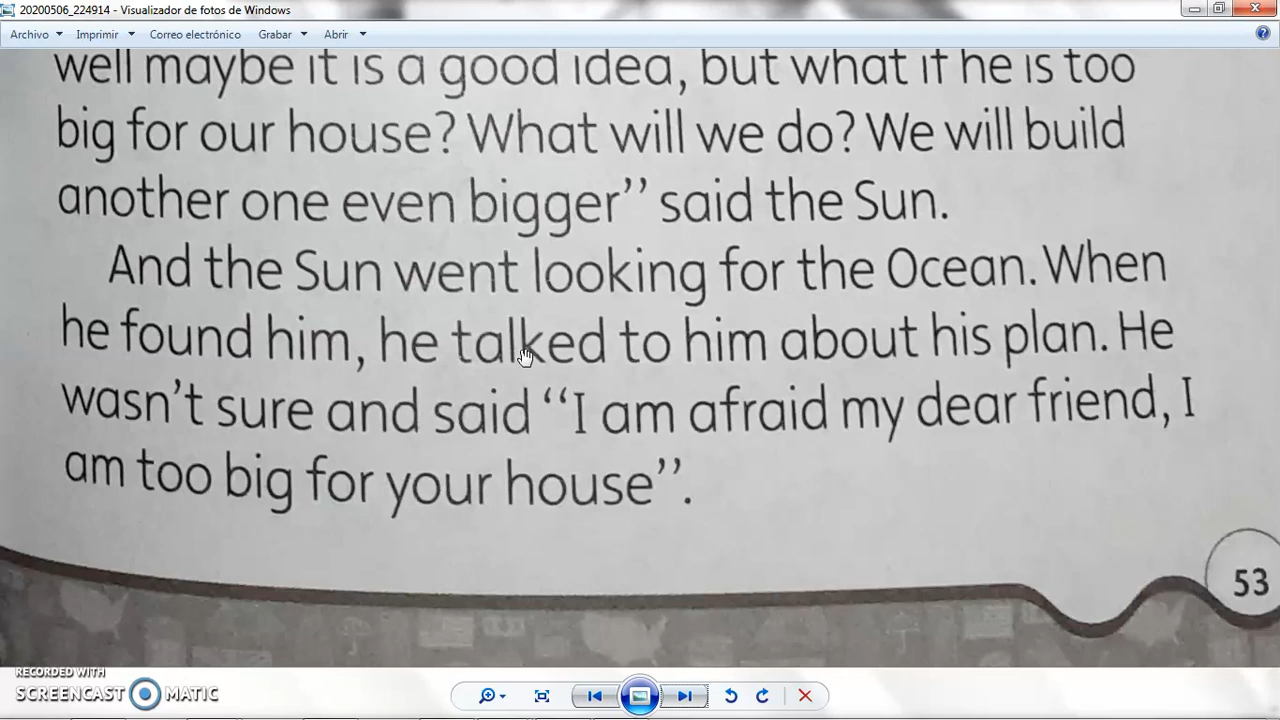 20200506_224914 - Visualizador de fotos de Windows
Archivo Imprimir Correo electrónico Grabar Abrir
well maybe it is a good idea, but what if he is too
big for our house? What will we do? We will build
another one even bigger’’ said the Sun.
And the Sun went looking for the Ocean. When
he found him, he talked to him about his plan. He
wasn’t sure and said ‘‘I am afraid my dear friend, I
am too big for your house’’.
53
RECORDED WITH
SCREENCAST MATIC